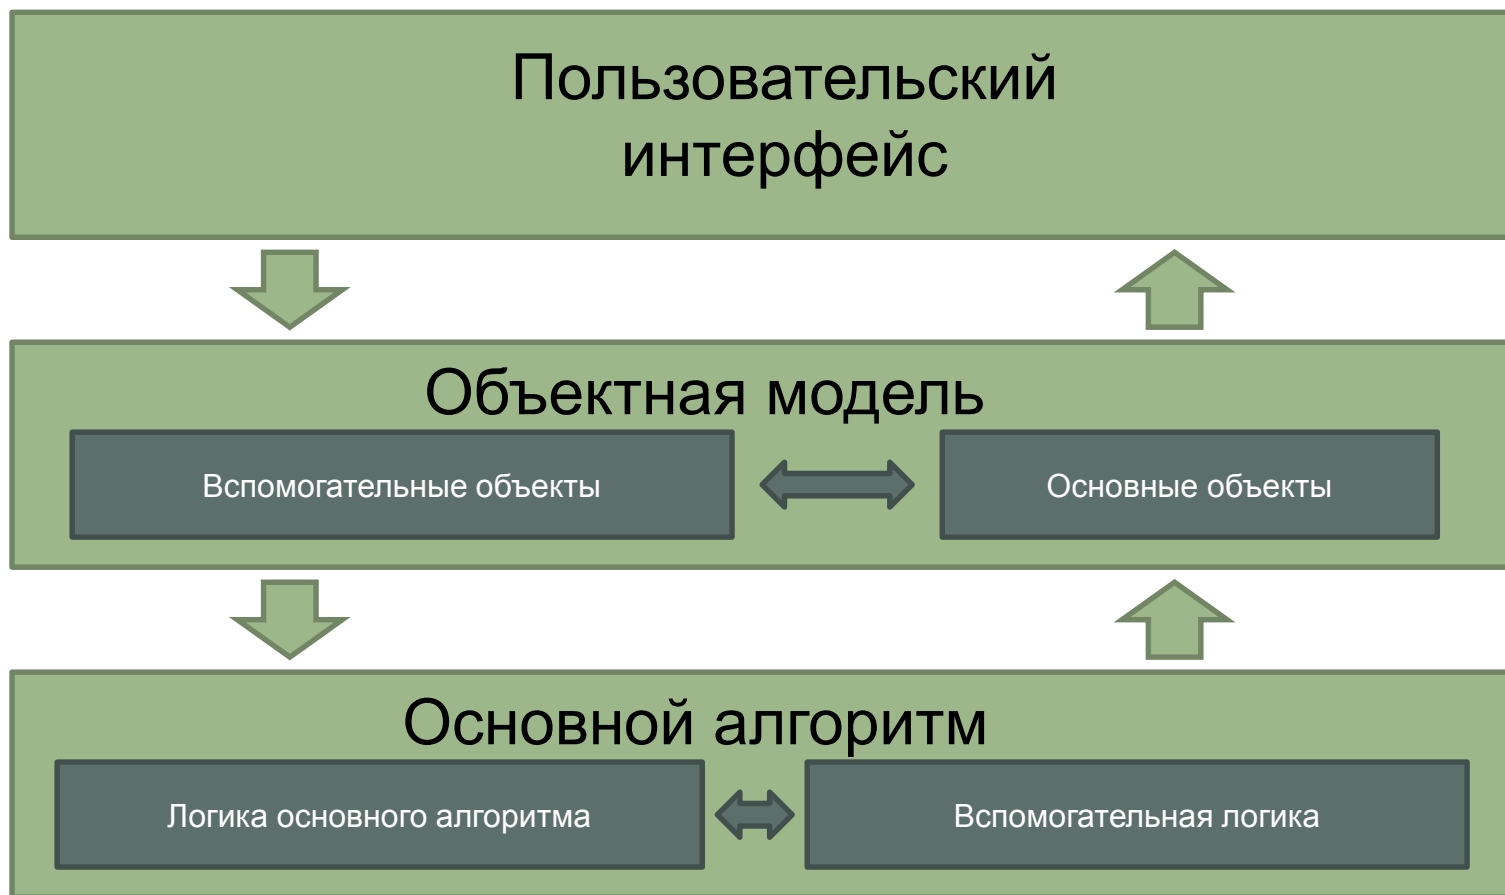 Пользовательский
интерфейс
Объектная модель
Вспомогательные объекты
Основные объекты
Основной алгоритм
Логика основного алгоритма
Вспомогательная логика